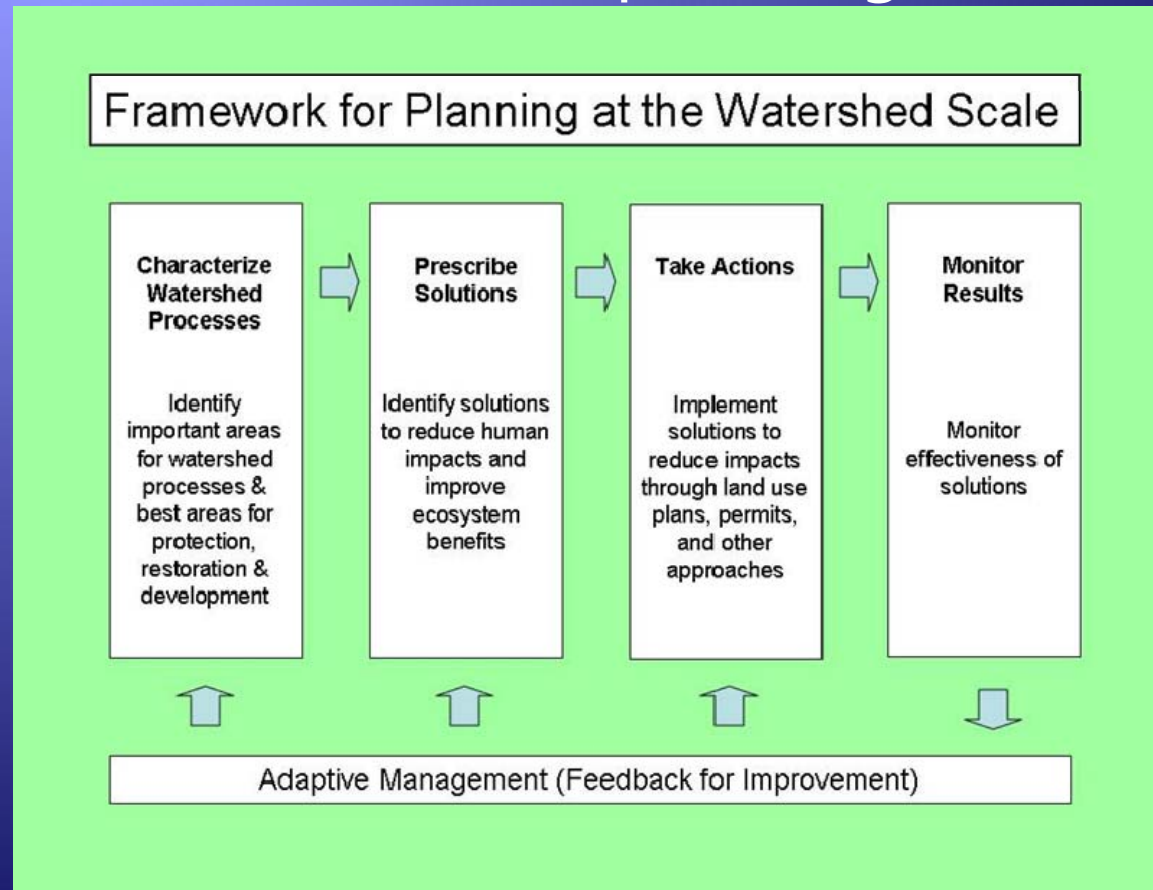 Framework for Planning at the Watershed Scale
Characterize
Watershed
Processes
Identify
important areas
for watershed
processes &
best areas for
protection,
restoration &
development
Prescribe
Solutions
Identify solutions
to reduce human
impacts and
improve
ecosystem
benefits
Take Actions
Implement
solutions to
reduce impacts
through land use
plans, permits,
and other
approaches
Monitor
Results
Monitor
effectiveness of
solutions
Adaptive Management (Feedback for Improvement)